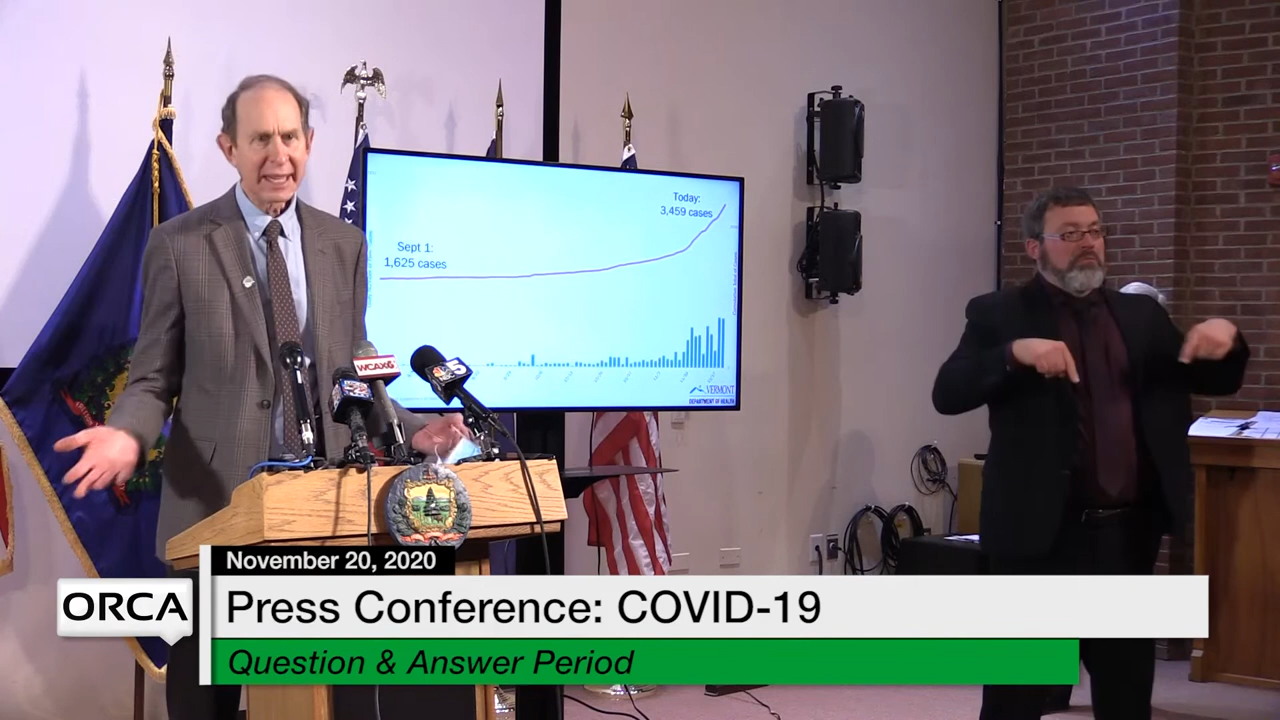 Today:
3,459 cases
Sept 1:
1,625 cases
VERMONT
DEPARTMENT OF HEALTH
WCAX
5
November 20, 2020
ORCA
Press Conference: COVID-19
Question & Answer Period